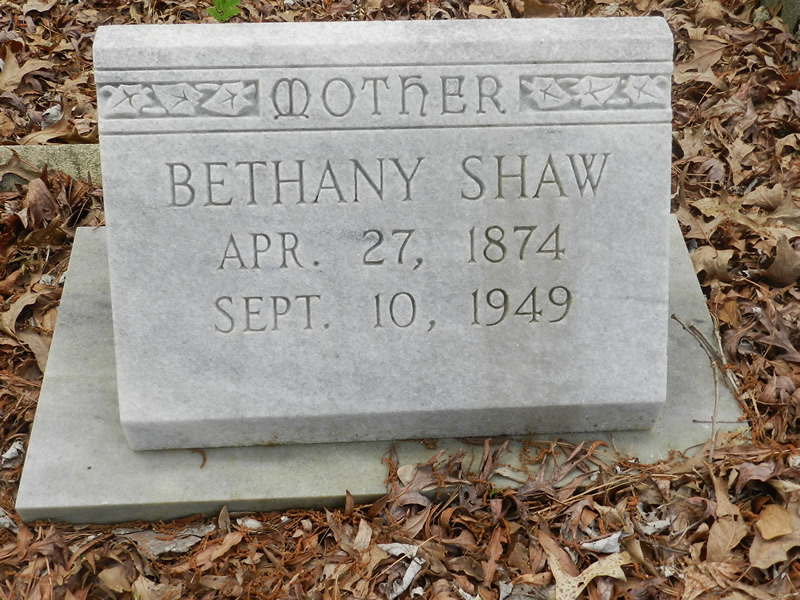 MOTHER
BETHANY SHAW
APR. 27, 1874
SEPT. 10, 1949